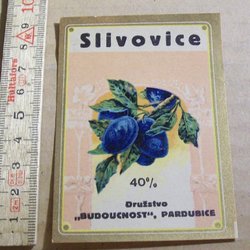 Slivovice
40%
Družstvo
„BUDOUCNOST“, PARDUBICE